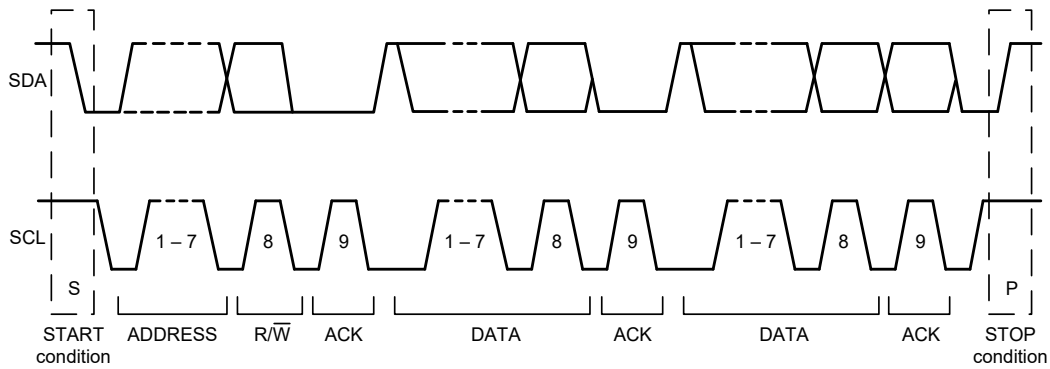 SDA
SCL
1 – 7
8
9
1 – 7
8
9
1 – 7
8
9
S
P
START
condition
ADDRESS
R/W̅
ACK
DATA
ACK
DATA
ACK
STOP
condition